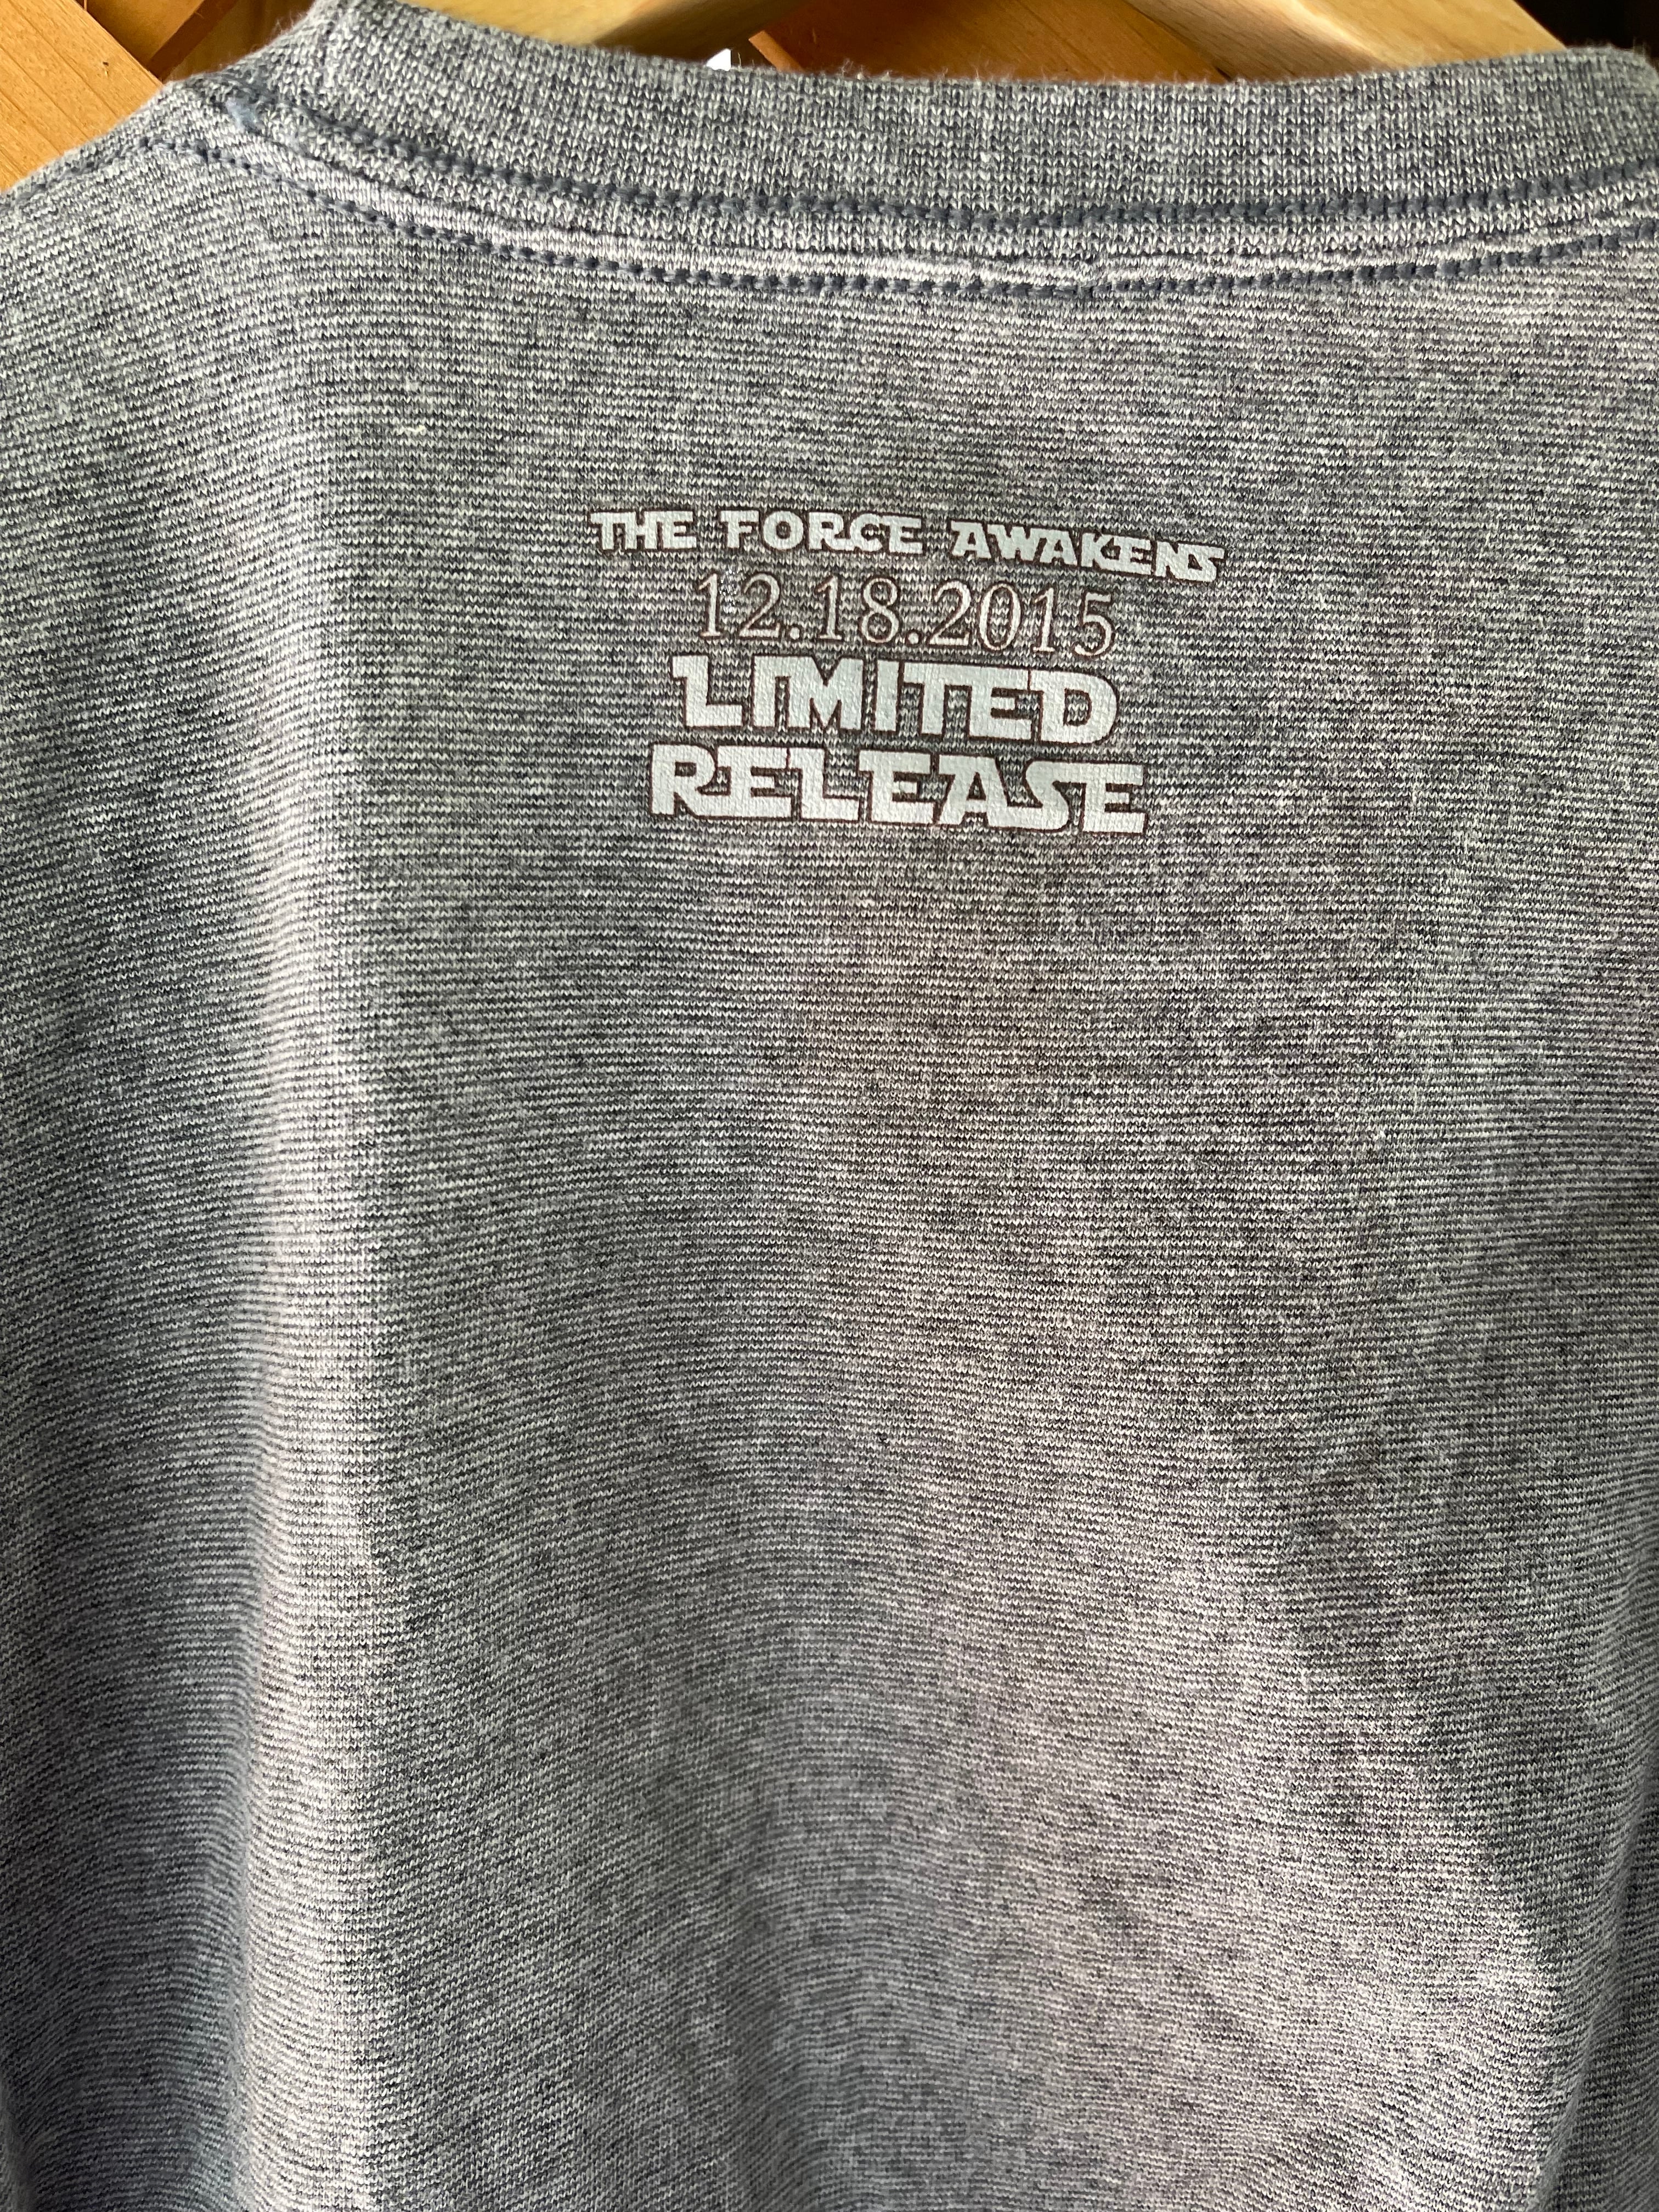 THE FORCE AWAKENS
12.18.2015
LIMITED
RELEASE